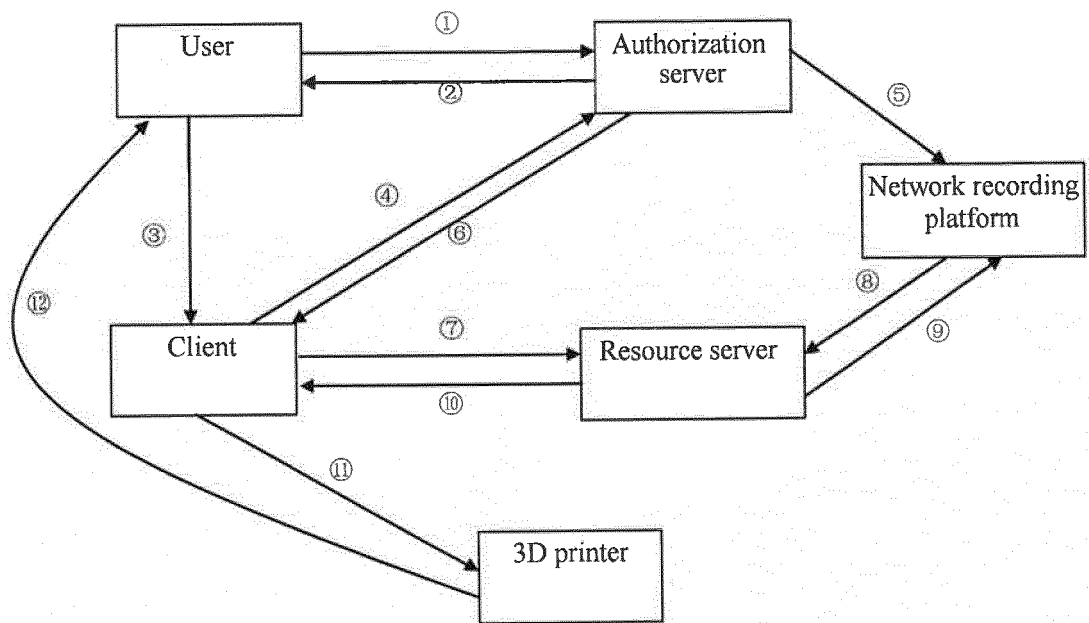 ①
User
Authorization
server
②
⑤
④
Network recording
platform
③
⑥
⑧
⑫
⑦
⑨
Client
Resource server
⑩
⑪
3D printer